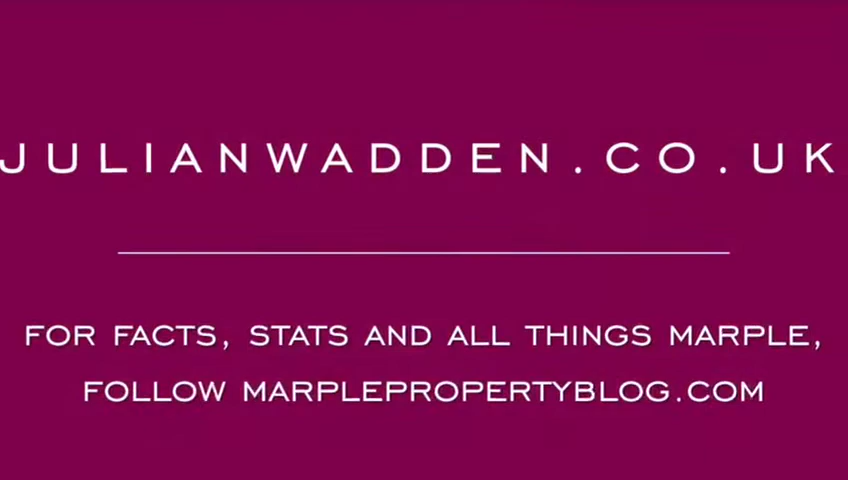 JULIANWADDEN.CO.UK
FOR FACTS, STATS AND ALL THINGS MARPLE,
FOLLOW MARPLEPROPERTYBLOG.COM